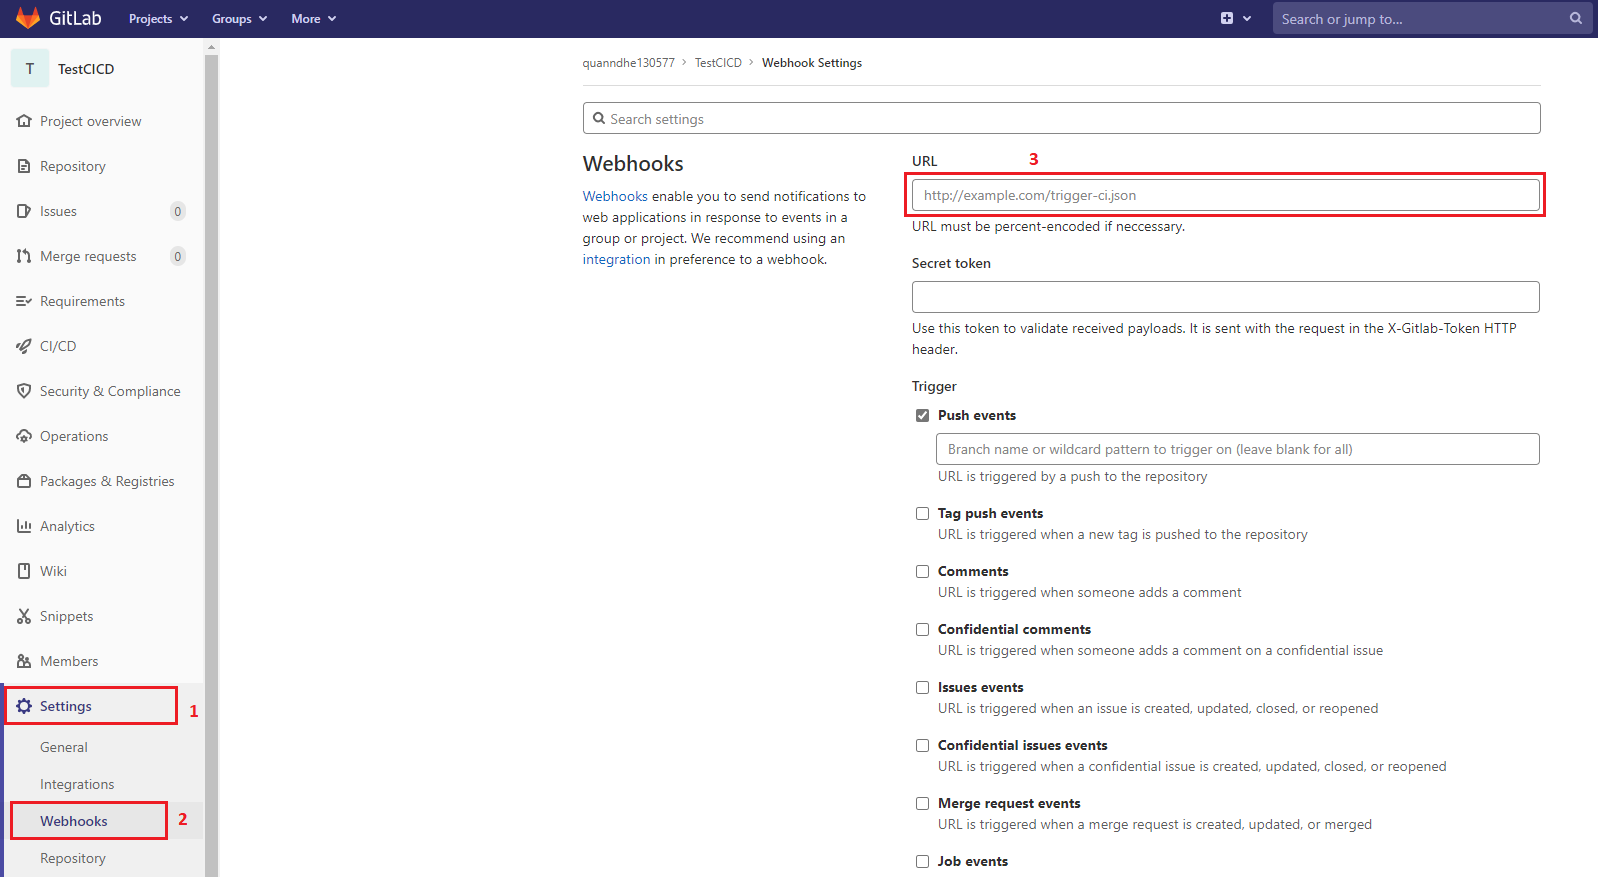 GitLab Projects Groups More Search or jump to...
T TestCICD
Project overview
Repository
Issues 0
Merge requests 0
Requirements
CI/CD
Security & Compliance
Operations
Packages & Registries
Analytics
Wiki
Snippets
Members
Settings 1
General
Integrations
Webhooks 2
Repository
quanndhe130577 > TestCICD > Webhook Settings
Search settings
Webhooks
Webhooks enable you to send notifications to
web applications in response to events in a
group or project. We recommend using an
integration in preference to a webhook.
URL 3
http://example.com/trigger-ci.json
URL must be percent-encoded if neccessary.
Secret token
Use this token to validate received payloads. It is sent with the request in the X-Gitlab-Token HTTP
header.
Trigger
Push events
Branch name or wildcard pattern to trigger on (leave blank for all)
URL is triggered by a push to the repository
Tag push events
URL is triggered when a new tag is pushed to the repository
Comments
URL is triggered when someone adds a comment
Confidential comments
URL is triggered when someone adds a comment on a confidential issue
Issues events
URL is triggered when an issue is created, updated, closed, or reopened
Confidential issues events
URL is triggered when a confidential issue is created, updated, closed, or reopened
Merge request events
URL is triggered when a merge request is created, updated, or merged
Job events